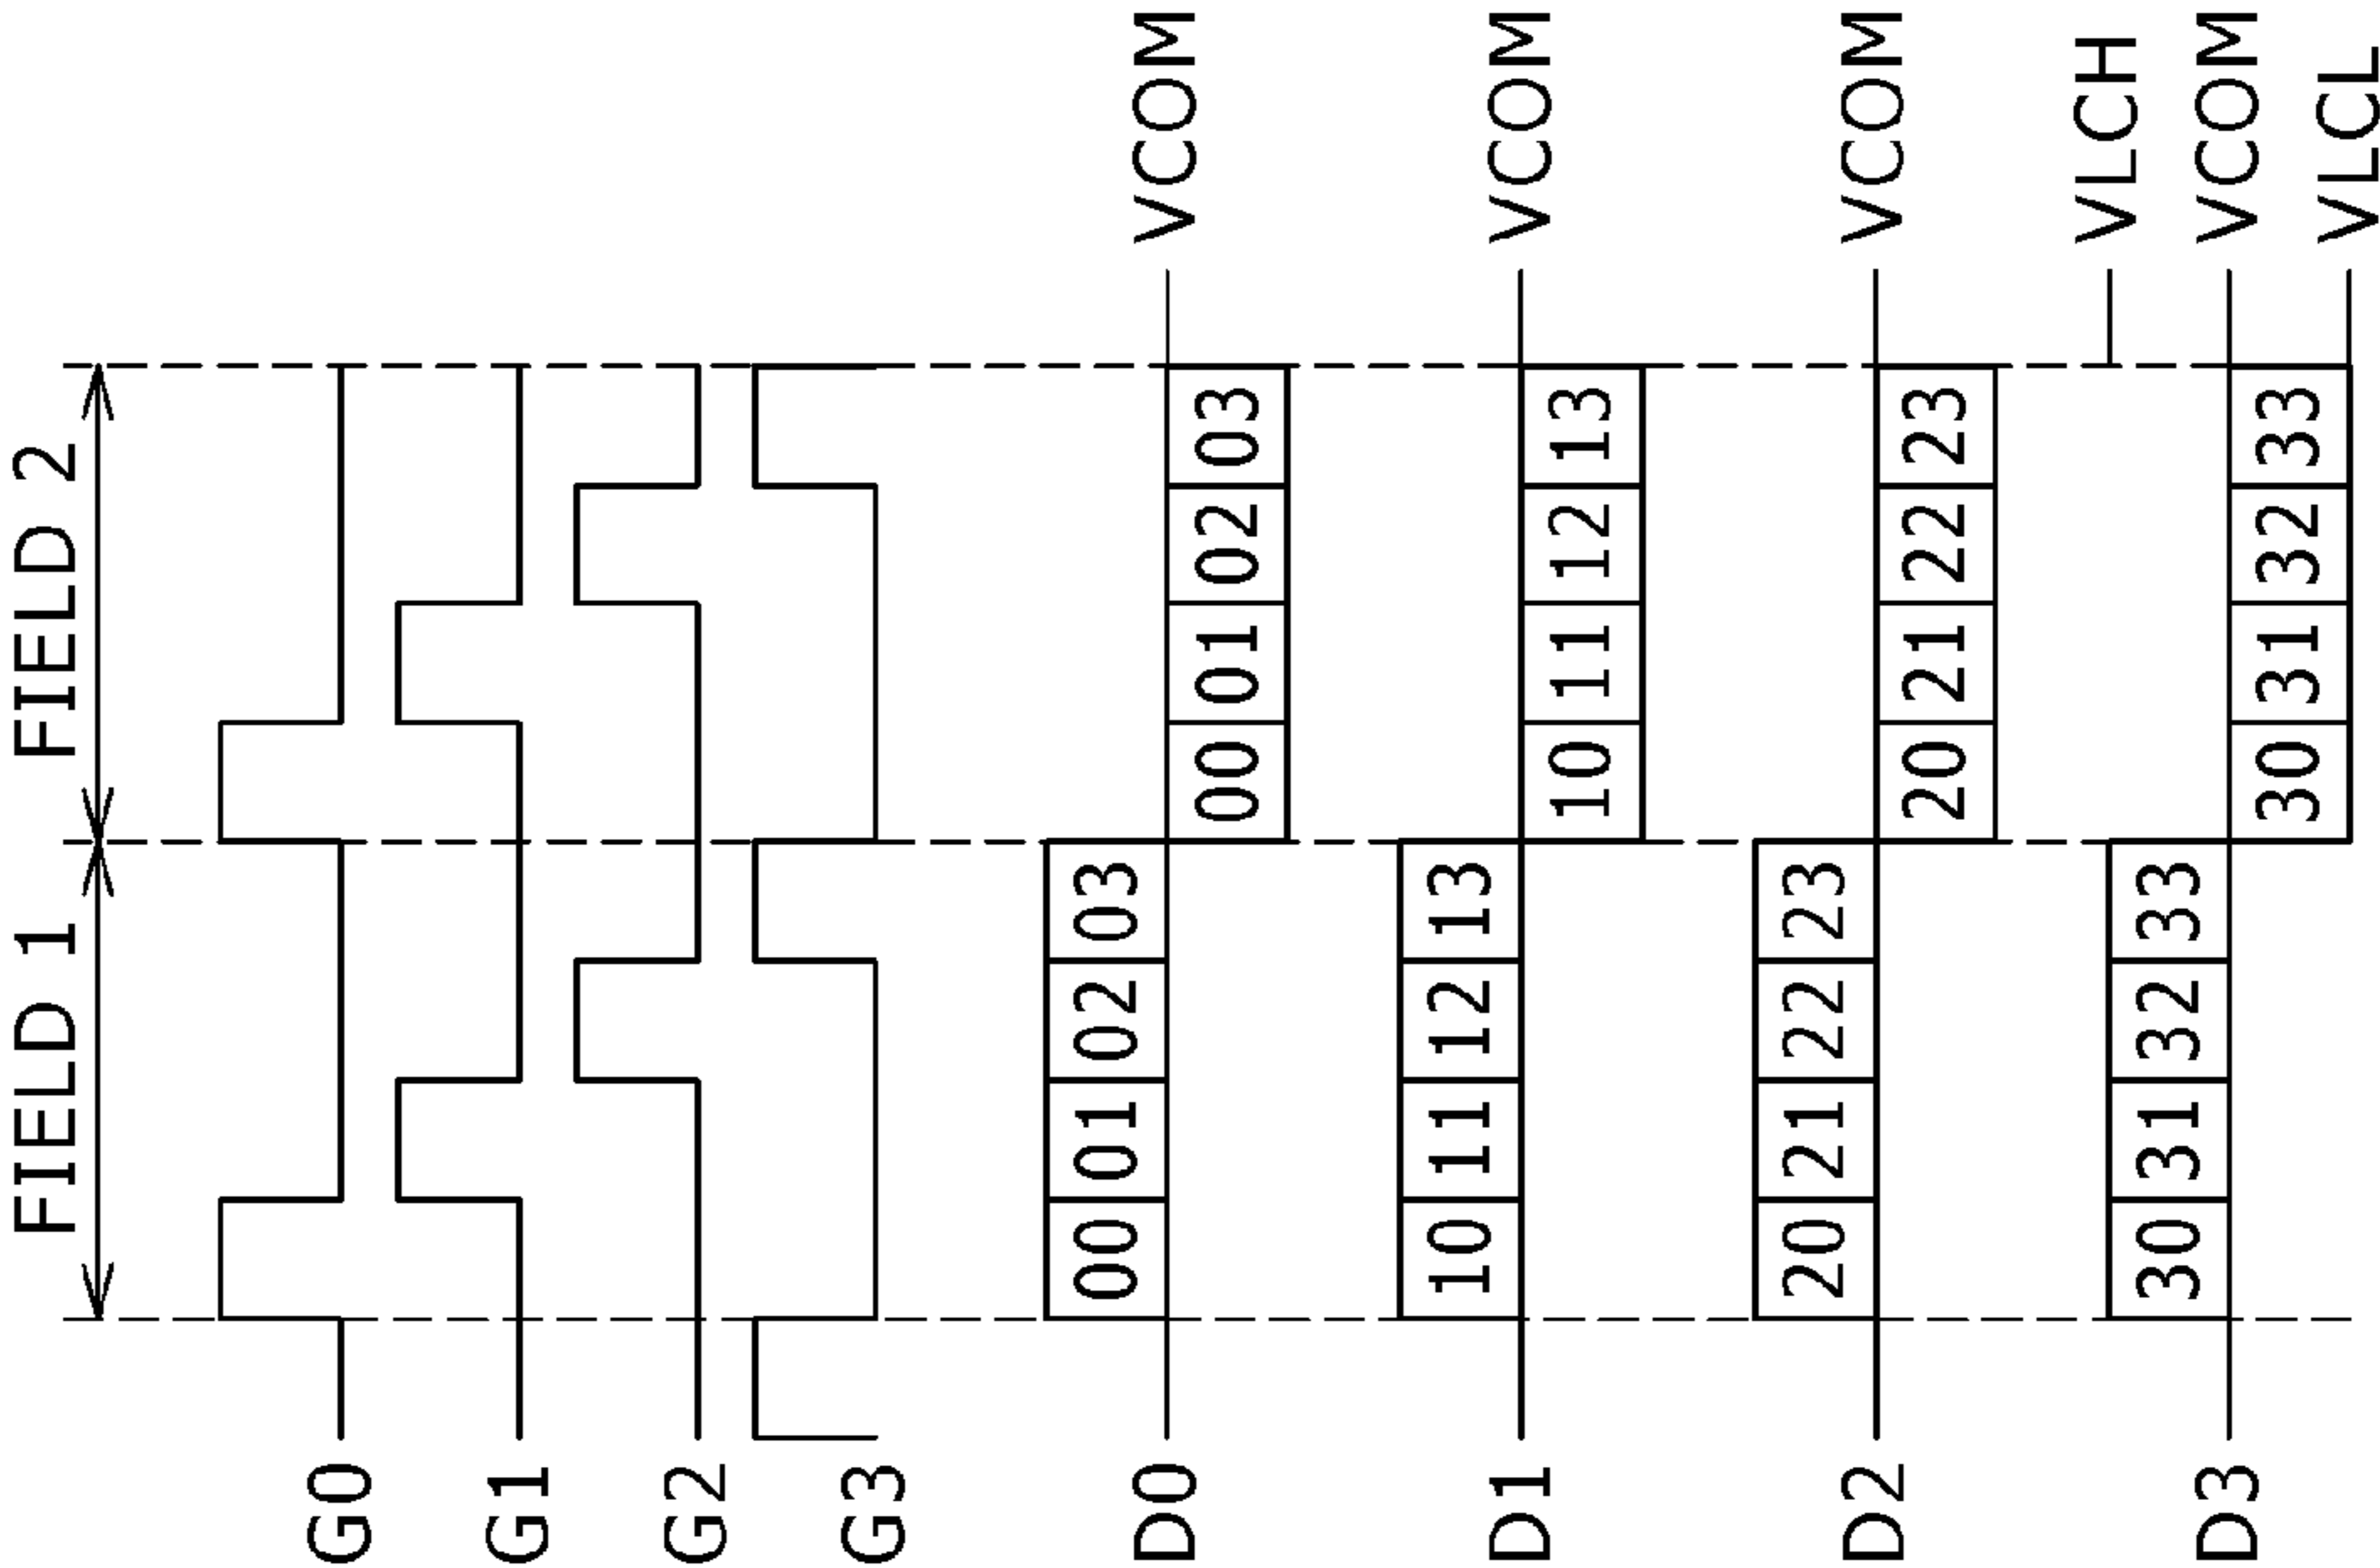 FIELD 1 FIELD 2
G0
G1
G2
G3
00 01 02 03
D0 VCOM
00 01 02 03
10 11 12 13
D1 VCOM
10 11 12 13
20 21 22 23
D2 VCOM
20 21 22 23
VLCH
30 31 32 33
D3 VCOM
30 31 32 33
VLCL